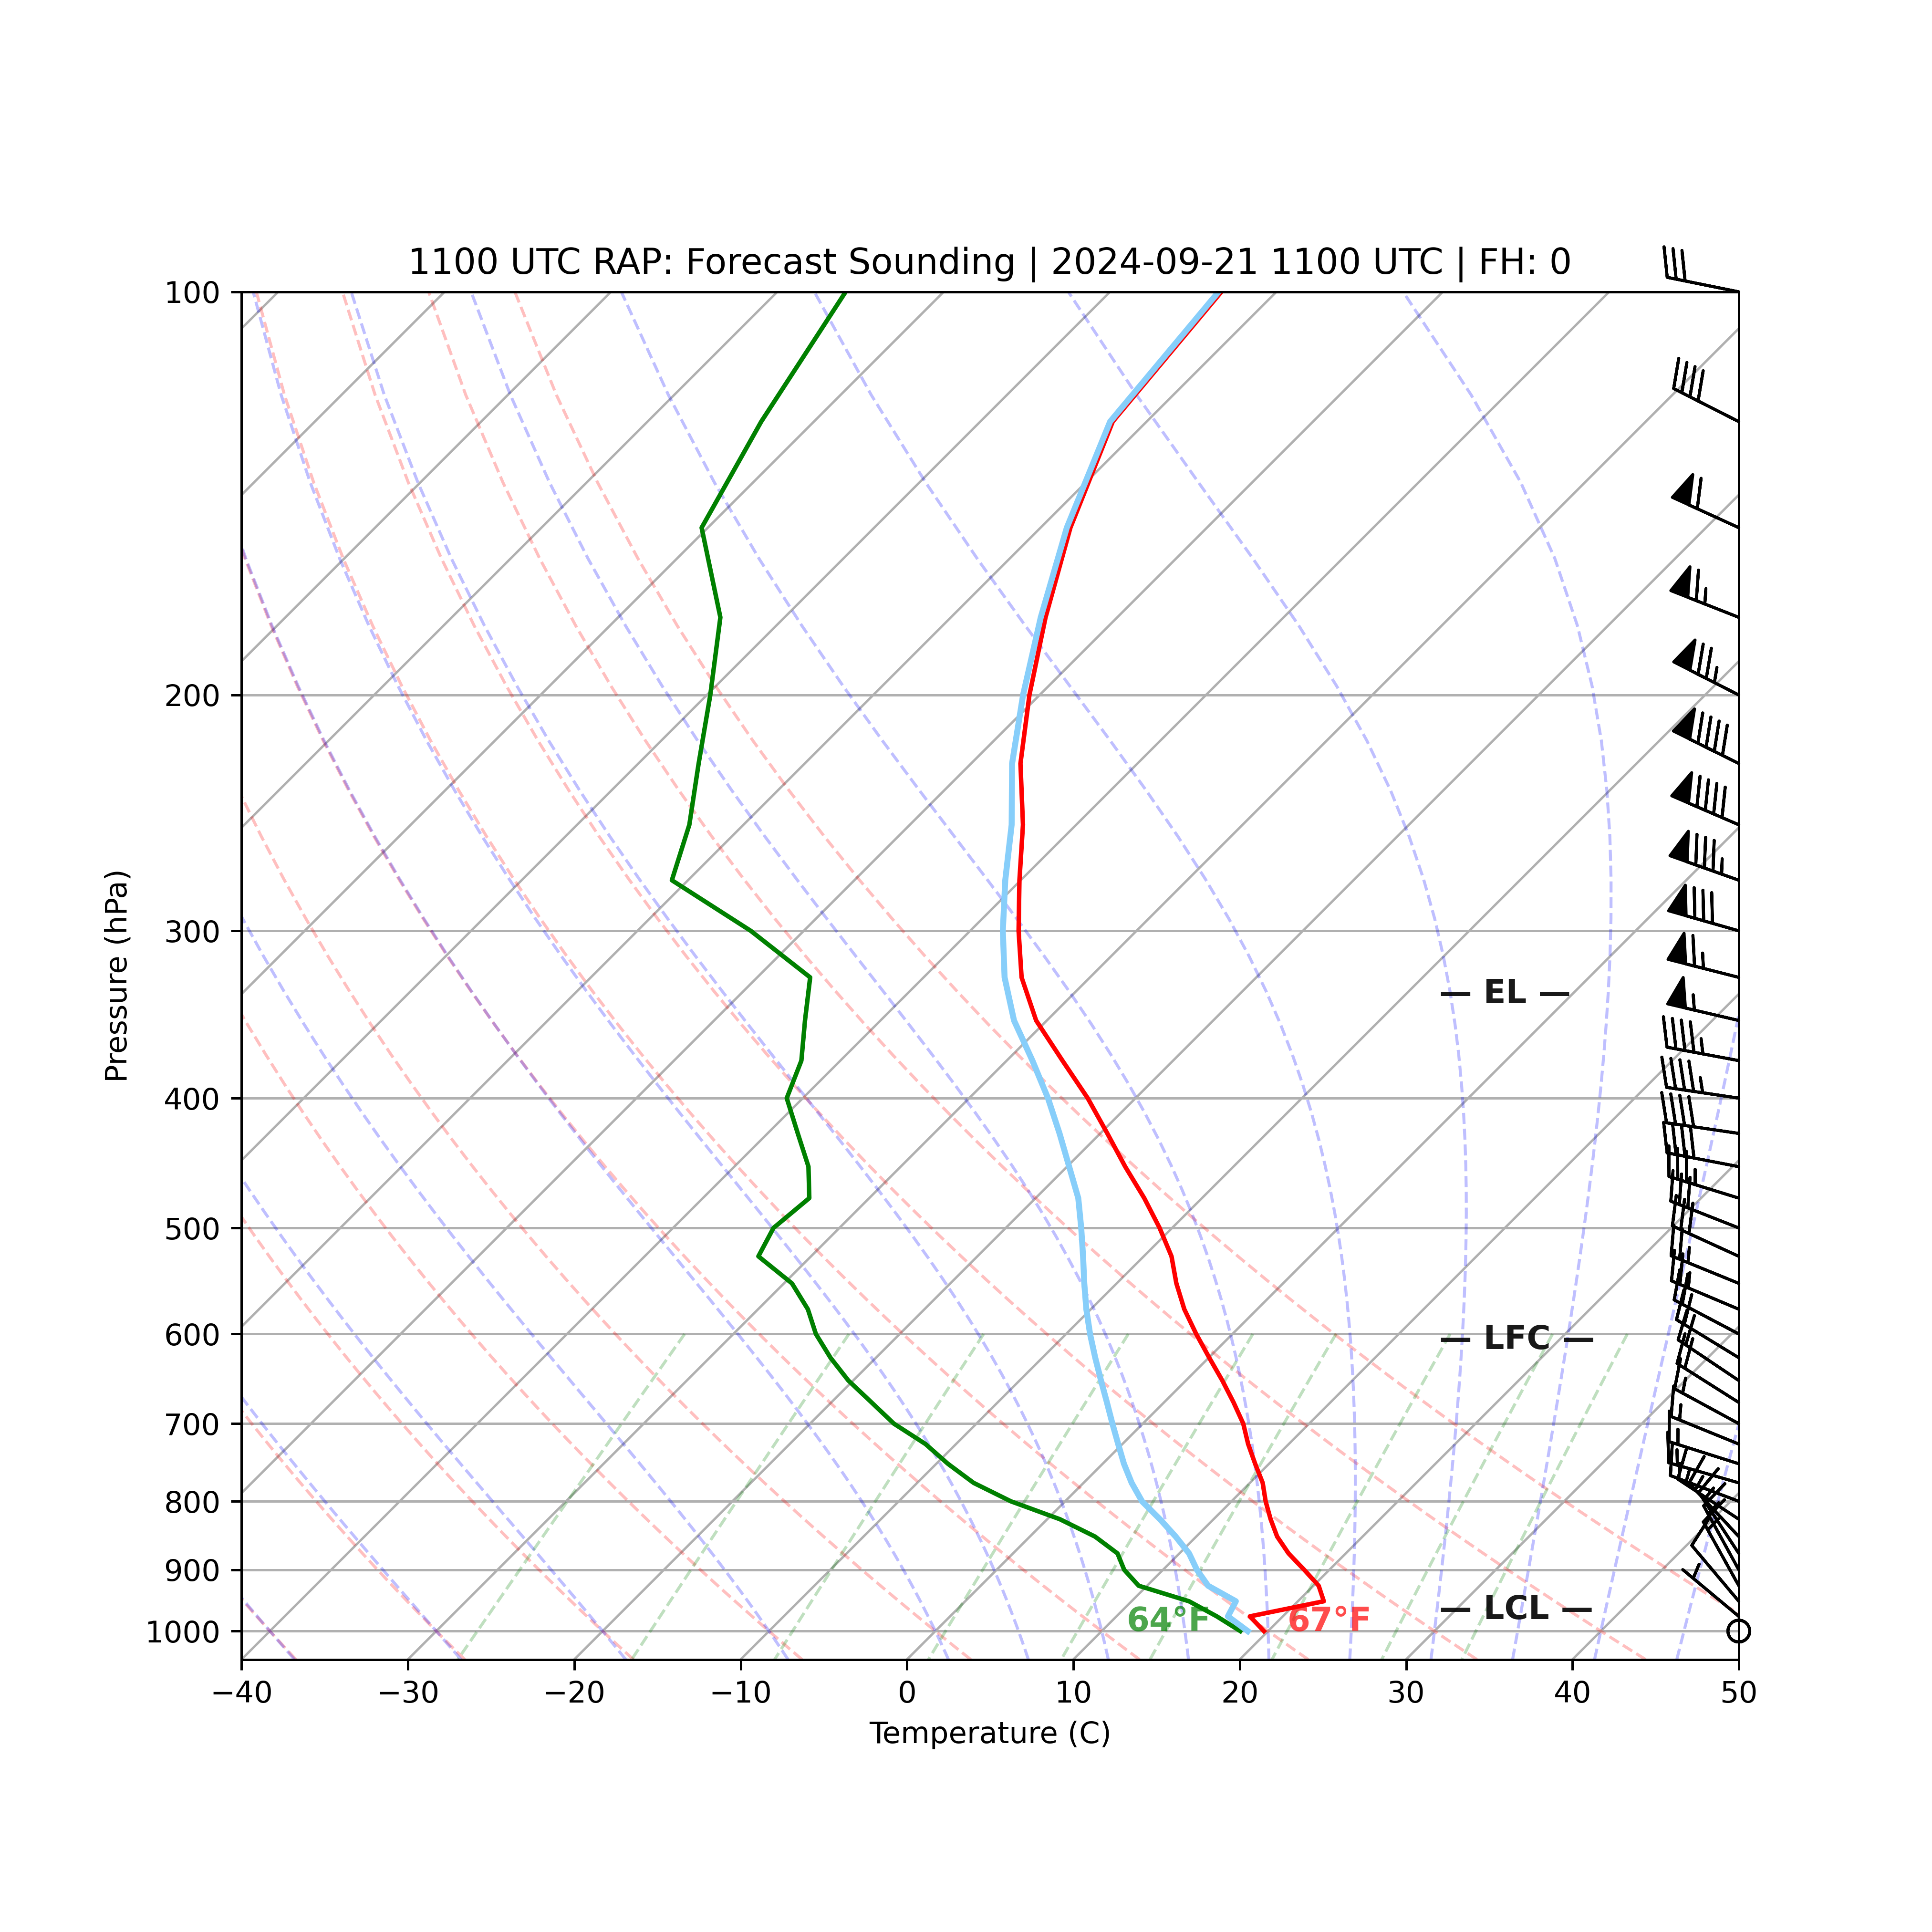 1100 UTC RAP: Forecast Sounding | 2024-09-21 1100 UTC | FH: 0
100
200
300
— EL —
Pressure (hPa)
400
500
600
— LFC —
700
800
900
— LCL —
64°F 67°F
1000
−40 −30 −20 −10 0 10 20 30 40 50
Temperature (C)